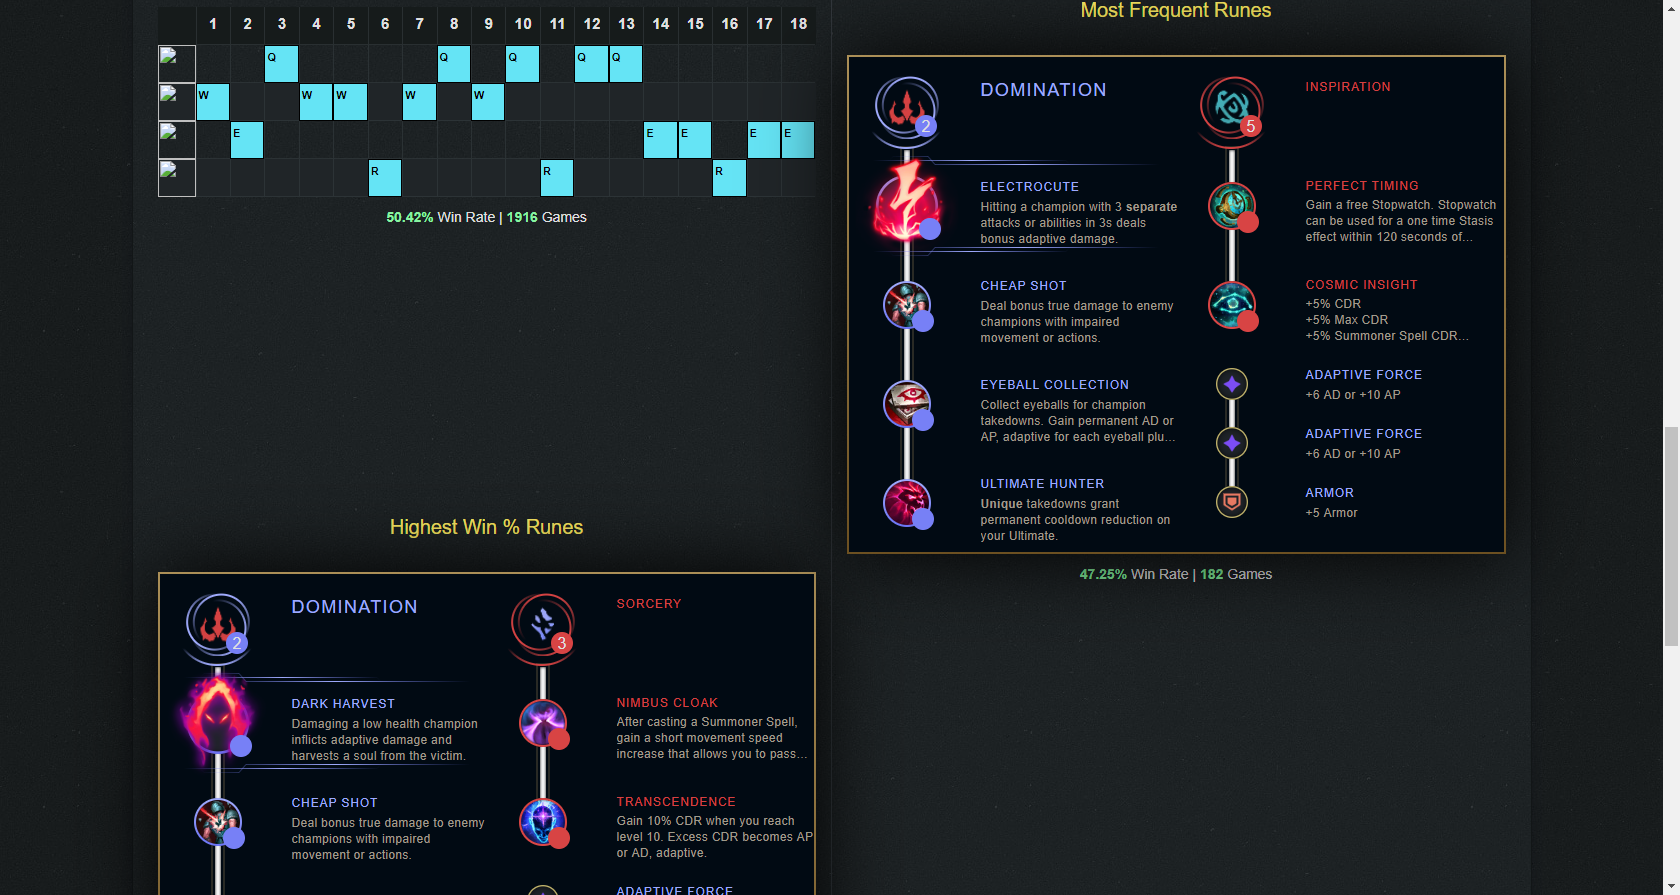 1 2 3 4 5 6 7 8 9 10 11 12 13 14 15 16 17 18
Q Q Q Q Q
W W W W W
E E E E E
R R R
50.42% Win Rate | 1916 Games
Most Frequent Runes
DOMINATION
2
ELECTROCUTE
Hitting a champion with 3 separate
attacks or abilities in 3s deals
bonus adaptive damage.
CHEAP SHOT
Deal bonus true damage to enemy
champions with impaired
movement or actions.
EYEBALL COLLECTION
Collect eyeballs for champion
takedowns. Gain permanent AD or
AP, adaptive for each eyeball plu...
ULTIMATE HUNTER
Unique takedowns grant
permanent cooldown reduction on
your Ultimate.
INSPIRATION
5
PERFECT TIMING
Gain a free Stopwatch. Stopwatch
can be used for a one time Stasis
effect within 120 seconds of...
COSMIC INSIGHT
+5% CDR
+5% Max CDR
+5% Summoner Spell CDR...
ADAPTIVE FORCE
+6 AD or +10 AP
ADAPTIVE FORCE
+6 AD or +10 AP
ARMOR
+5 Armor
47.25% Win Rate | 182 Games
Highest Win % Runes
DOMINATION
2
DARK HARVEST
Damaging a low health champion
inflicts adaptive damage and
harvests a soul from the victim.
CHEAP SHOT
Deal bonus true damage to enemy
champions with impaired
movement or actions.
SORCERY
3
NIMBUS CLOAK
After casting a Summoner Spell,
gain a short movement speed
increase that allows you to pass...
TRANSCENDENCE
Gain 10% CDR when you reach
level 10. Excess CDR becomes AP
or AD, adaptive.
ADAPTIVE FORCE